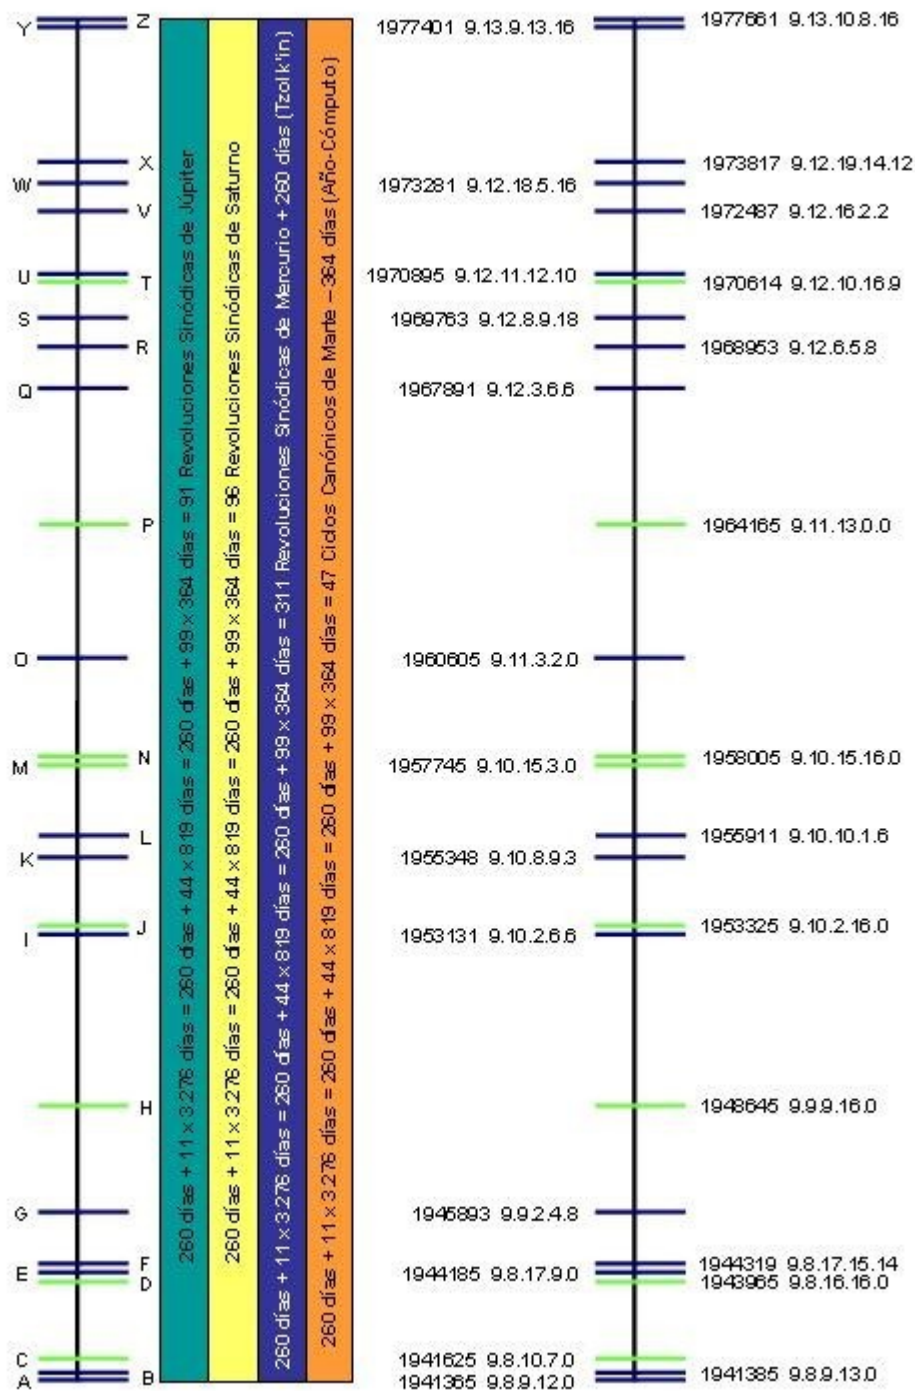 Y Z
X
W
V
U T
S
R
Q
P
O
N
M
L
K
J
I
H
G
F
E
D
C
A B
260 días + 11 × 3.276 días = 260 días + 44 × 819 días = 260 días + 99 × 364 días = 91 Revoluciones Sinódicas de Júpiter
260 días + 11 × 3.276 días = 260 días + 44 × 819 días = 260 días + 99 × 364 días = 96 Revoluciones Sinódicas de Saturno
260 días + 11 × 3.276 días = 260 días + 44 × 819 días = 260 días + 99 × 364 días = 311 Revoluciones Sinódicas de Mercurio + 260 días (Tzolk'in)
260 días + 11 × 3.276 días = 260 días + 44 × 819 días = 260 días + 99 × 364 días = 47 Ciclos Canónicos de Marte – 364 días (Año-Cómputo)
1977401 9.13.9.13.16
1973281 9.12.18.5.16
1970895 9.12.11.12.10
1969763 9.12.8.9.18
1967891 9.12.3.6.6
1960605 9.11.3.2.0
1957745 9.10.15.3.0
1955348 9.10.8.9.3
1953131 9.10.2.6.6
1945893 9.9.2.4.8
1944185 9.8.17.9.0
1941625 9.8.10.7.0
1941365 9.8.9.12.0
1977661 9.13.10.8.16
1973817 9.12.19.14.12
1972487 9.12.16.2.2
1970614 9.12.10.16.9
1968953 9.12.6.5.8
1964165 9.11.13.0.0
1958005 9.10.15.16.0
1955911 9.10.10.1.6
1953325 9.10.2.16.0
1948645 9.9.9.16.0
1944319 9.8.17.15.14
1943965 9.8.16.16.0
1941385 9.8.9.13.0